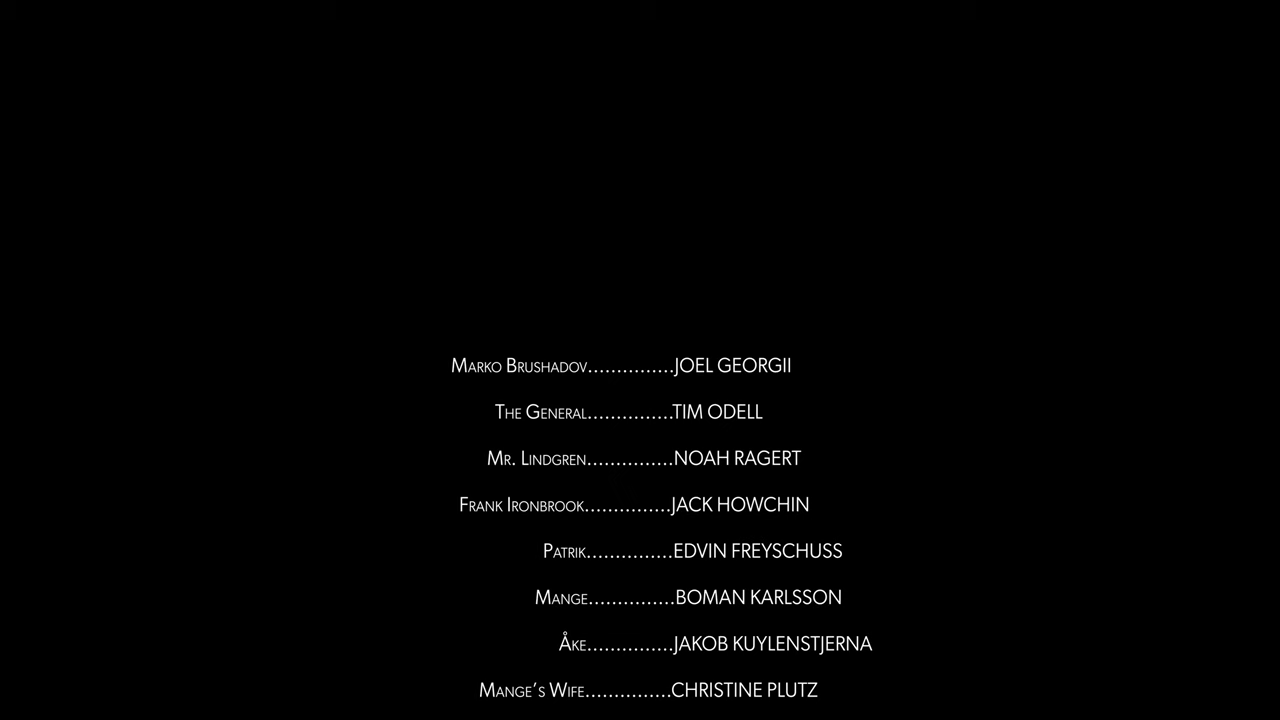 Marko Brushadov...............JOEL GEORGII
The General...............TIM ODELL
Mr. Lindgren...............NOAH RAGERT
Frank Ironbrook...............JACK HOWCHIN
Patrik...............EDVIN FREYSCHUSS
Mange...............BOMAN KARLSSON
Åke...............JAKOB KUYLENSTJERNA
Mange's Wife...............CHRISTINE PLUTZ